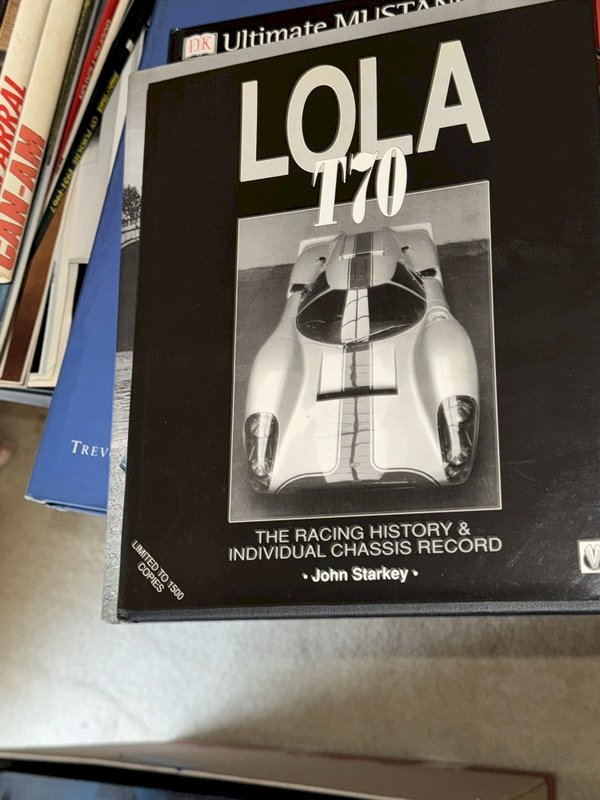 DK Ultimate MUSTANG
LOLA
T70
THE RACING HISTORY &
INDIVIDUAL CHASSIS RECORD
• John Starkey •
LIMITED TO 1500
COPIES
V
TREV
CAN-AM